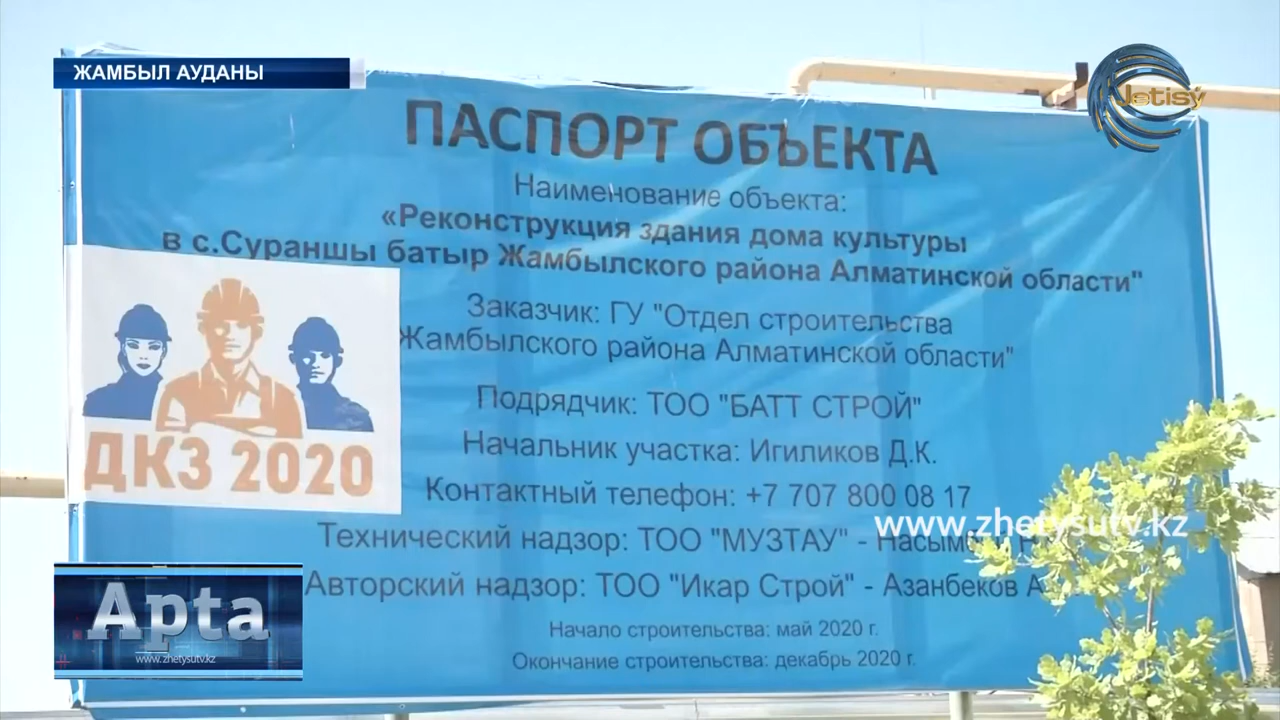 ЖАМБЫЛ АУДАНЫ
Jetisý
ПАСПОРТ ОБЪЕКТА
Наименование объекта:
«Реконструкция здания дома культуры
в с.Сураншы батыр Жамбылского района Алматинской области"
Заказчик: ГУ "Отдел строительства
Жамбылского района Алматинской области"
Подрядчик: ТОО "БАТТ СТРОЙ"
Начальник участка: Игиликов Д.К.
Контактный телефон: +7 707 800 08 17
www.zhetysutv.kz
Технический надзор: ТОО "МУЗТАУ" -
Авторский надзор: ТОО "Икар Строй" - Азанбеков А
Начало строительства: май 2020 г.
Окончание строительства: декабрь 2020 г.
ДКЗ 2020
Арта
www.zhetysutv.kz